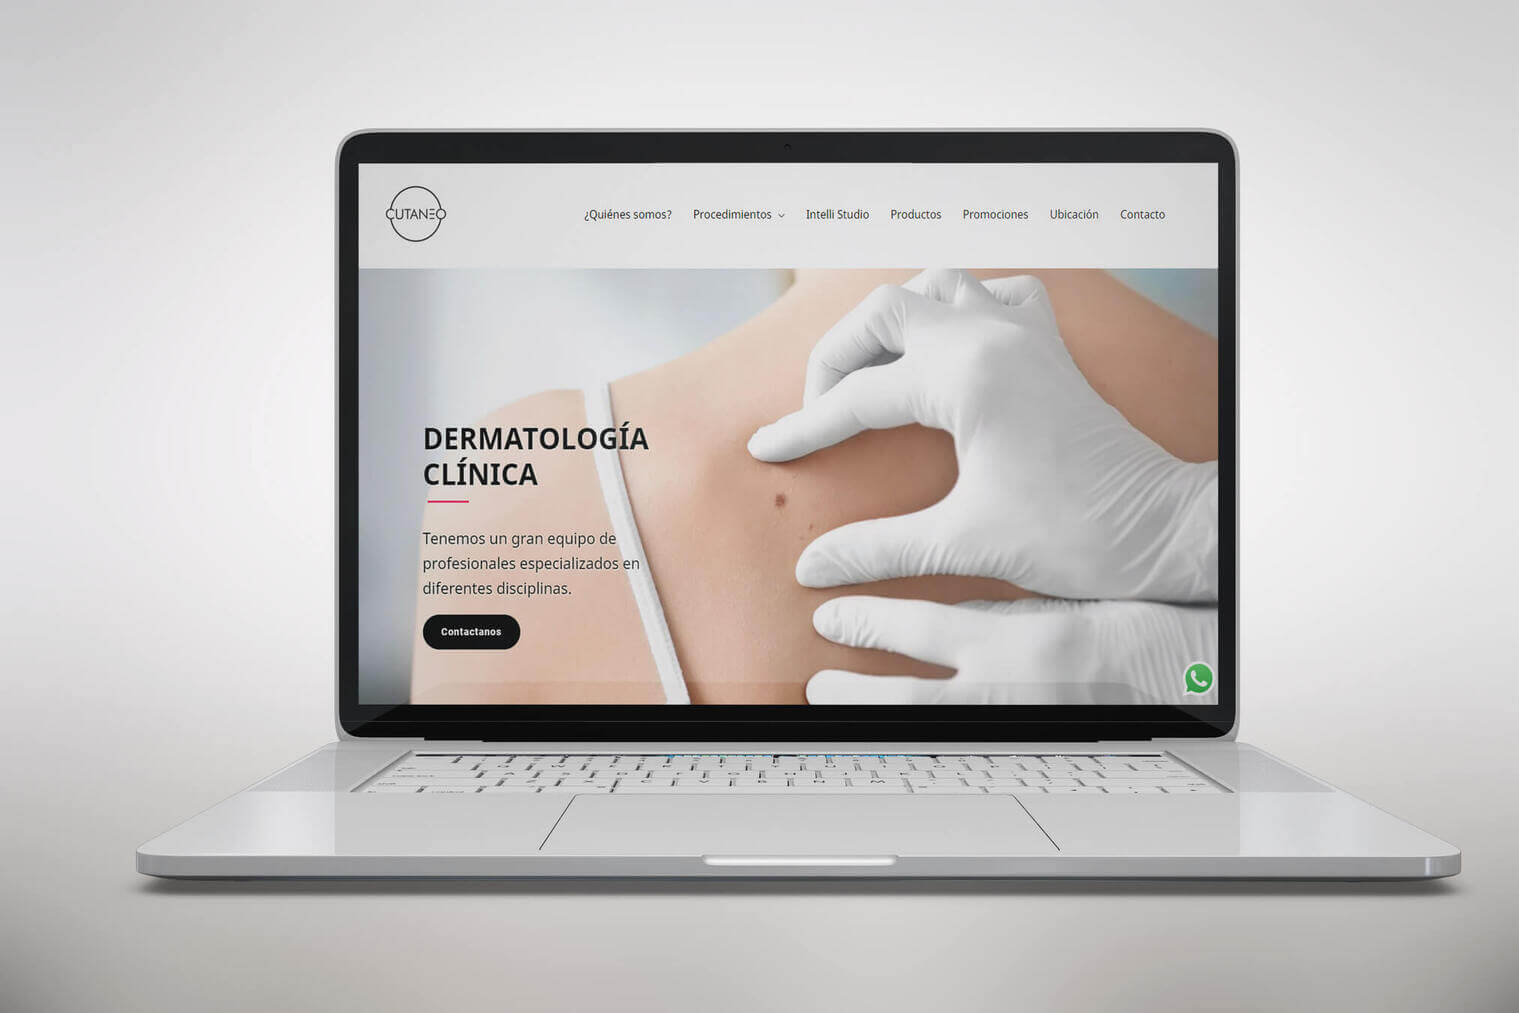 CUTANEO
¿Quiénes somos? Procedimientos Intelli Studio Productos Promociones Ubicación Contacto
DERMATOLOGÍA
CLÍNICA
Tenemos un gran equipo de
profesionales especializados en
diferentes disciplinas.
Contactanos